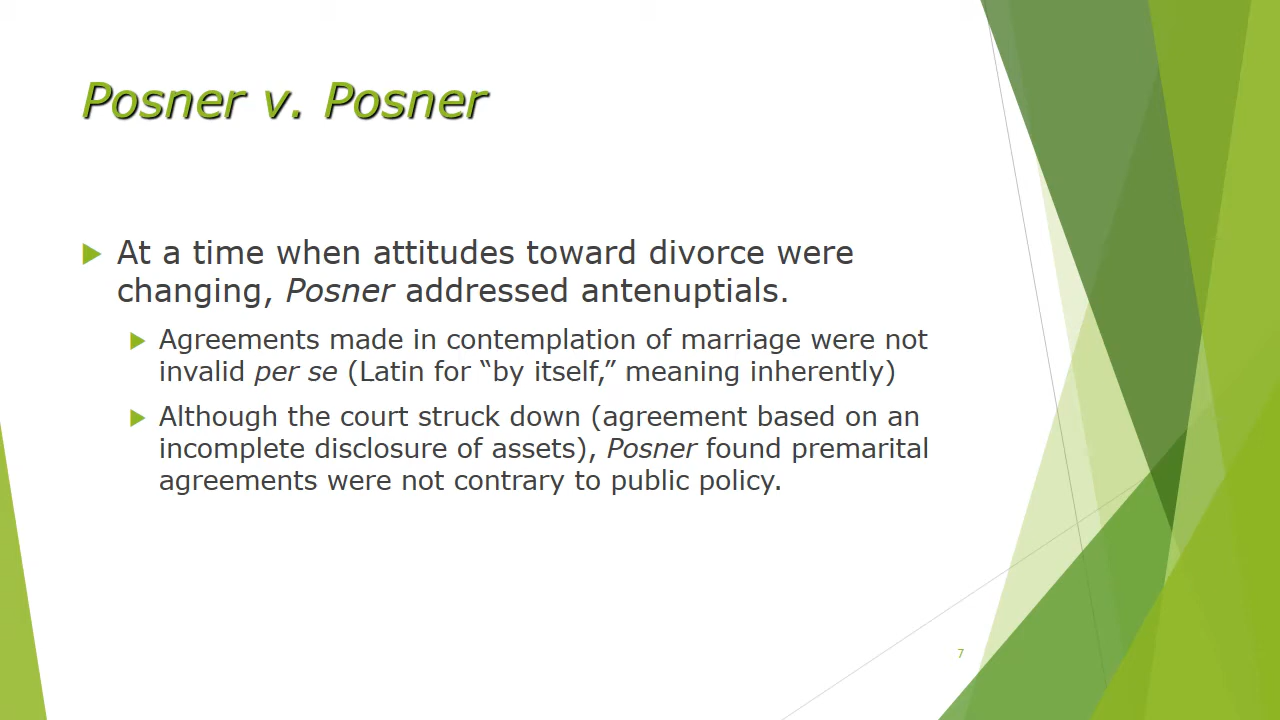 Posner v. Posner
At a time when attitudes toward divorce were
changing, Posner addressed antenuptials.
Agreements made in contemplation of marriage were not
invalid per se (Latin for “by itself,” meaning inherently)
Although the court struck down (agreement based on an
incomplete disclosure of assets), Posner found premarital
agreements were not contrary to public policy.
7